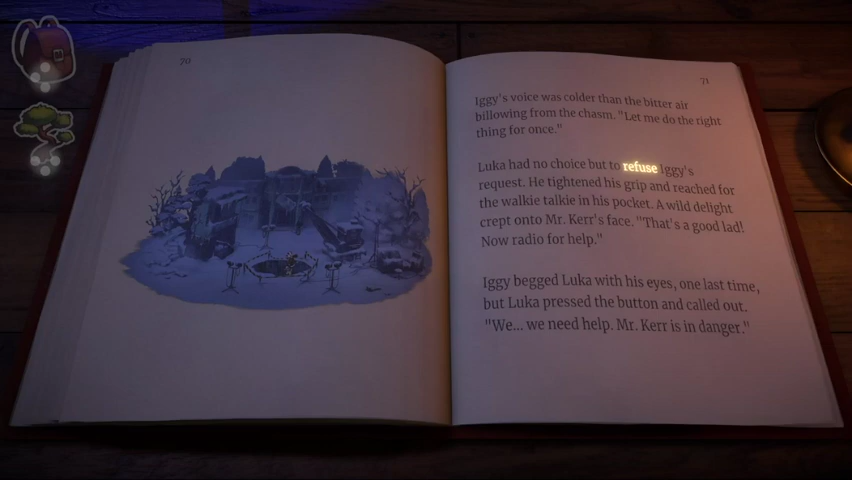 70
71
Iggy's voice was colder than the bitter air
billowing from the chasm. "Let me do the right
thing for once."
Luka had no choice but to refuse Iggy's
request. He tightened his grip and reached for
the walkie talkie in his pocket. A wild delight
crept onto Mr. Kerr's face. "That's a good lad!
Now radio for help."
Iggy begged Luka with his eyes, one last time,
but Luka pressed the button and called out.
"We... we need help. Mr. Kerr is in danger."